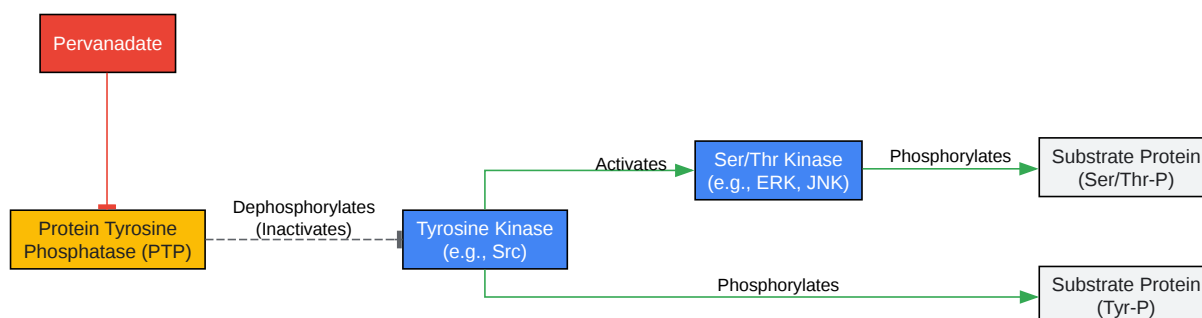 Pervanadate
Protein Tyrosine
Phosphatase (PTP)
Dephosphorylates
(Inactivates)
Tyrosine Kinase
(e.g., Src)
Activates
Ser/Thr Kinase
(e.g., ERK, JNK)
Phosphorylates
Substrate Protein
(Ser/Thr-P)
Phosphorylates
Substrate Protein
(Tyr-P)